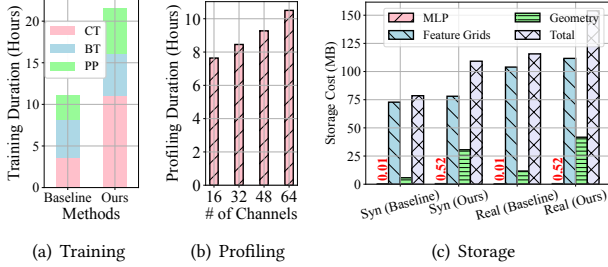 Training Duration (Hours)
20
15
10
5
0
CT
BT
PP
Baseline
Ours
Methods
(a) Training
Profiling Duration (Hours)
10
8
6
4
2
0
16 32 48 64
# of Channels
(b) Profiling
Storage Cost (MB)
150
125
100
75
50
25
0
MLP
Feature Grids
Geometry
Total
0.01
0.52
0.01
0.52
Syn (Baseline)
Syn (Ours)
Real (Baseline)
Real (Ours)
(c) Storage